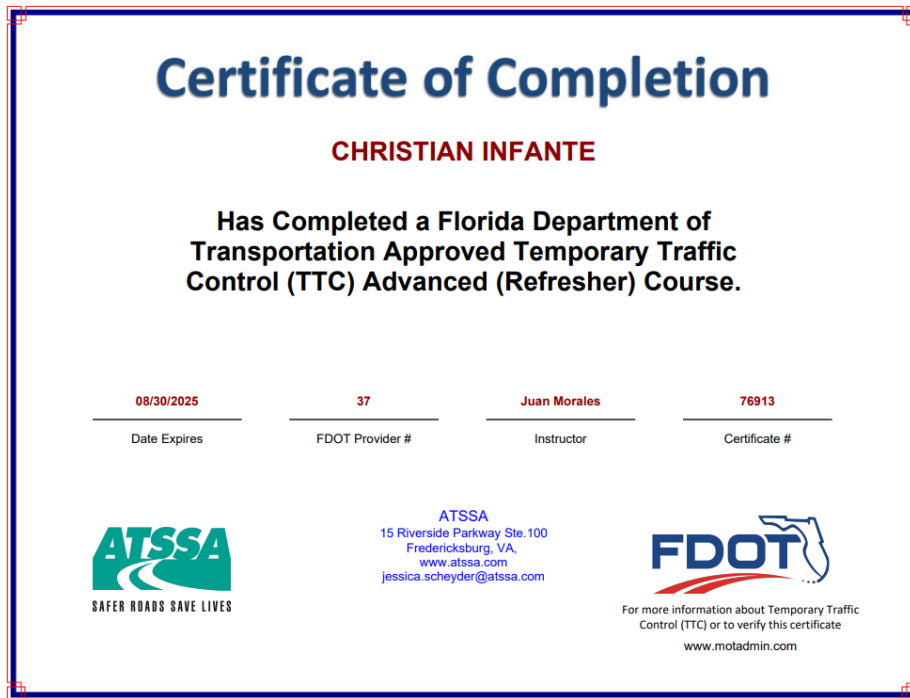 Certificate of Completion
CHRISTIAN INFANTE
Has Completed a Florida Department of
Transportation Approved Temporary Traffic
Control (TTC) Advanced (Refresher) Course.
08/30/2025
Date Expires
37
FDOT Provider #
Juan Morales
Instructor
76913
Certificate #
ATSSA
SAFER ROADS SAVE LIVES
ATSSA
15 Riverside Parkway Ste.100
Fredericksburg, VA,
www.atssa.com
jessica.scheyder@atssa.com
FDOT
For more information about Temporary Traffic
Control (TTC) or to verify this certificate
www.motadmin.com